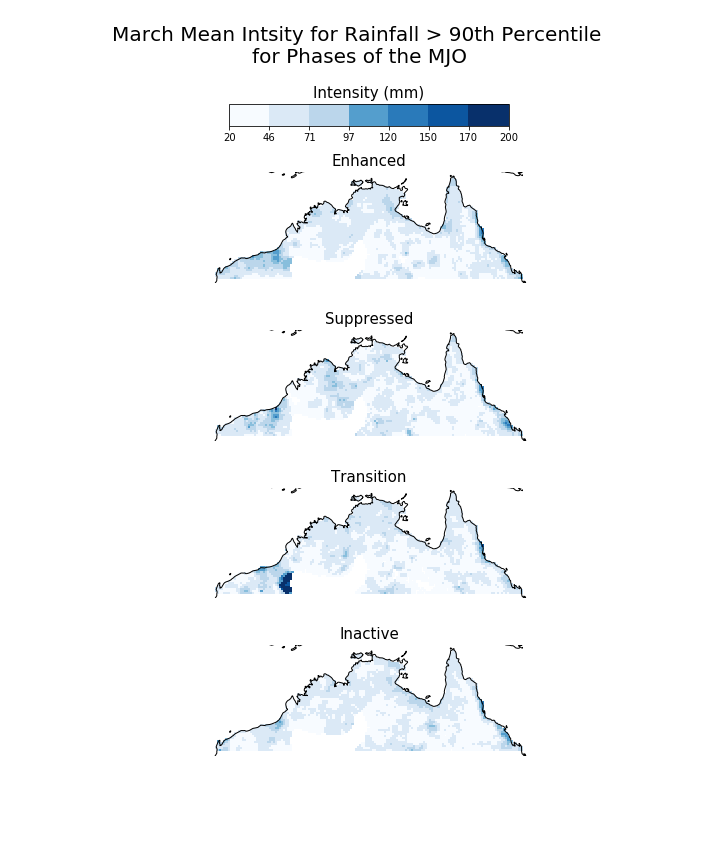 March Mean Intsity for Rainfall > 90th Percentile
for Phases of the MJO
Intensity (mm)
20 46 71 97 120 150 170 200
Enhanced
Suppressed
Transition
Inactive